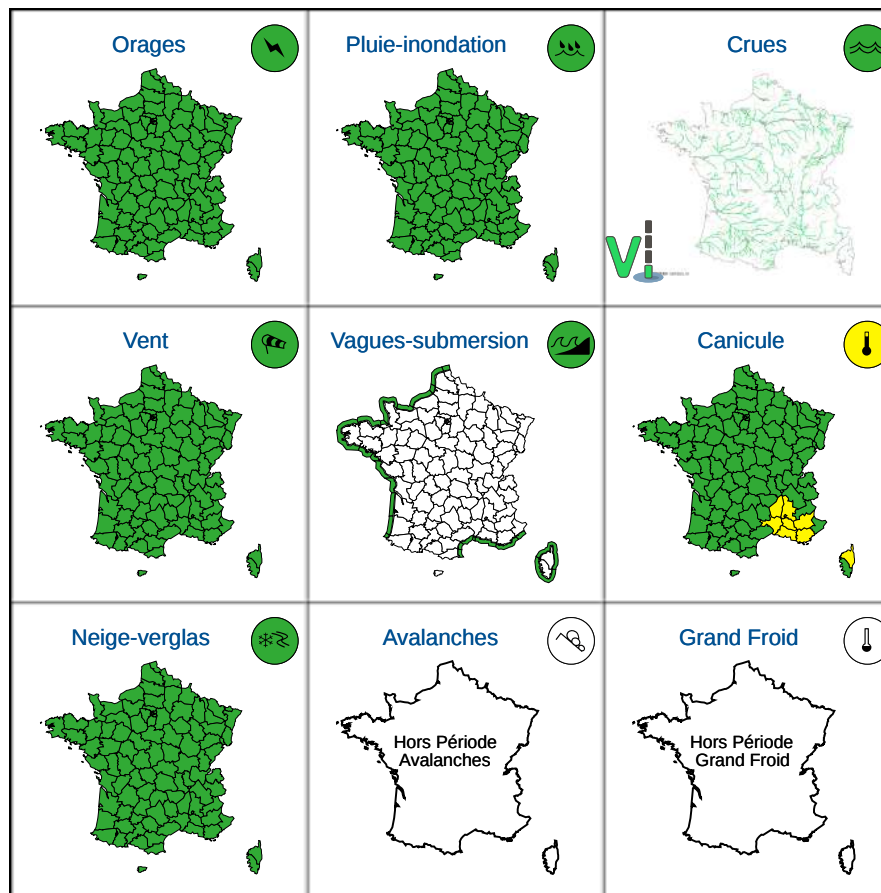 Orages
Pluie-inondation
Crues
Vent
Vagues-submersion
Canicule
Neige-verglas
Avalanches
Grand Froid
Hors Période
Avalanches
Hors Période
Grand Froid